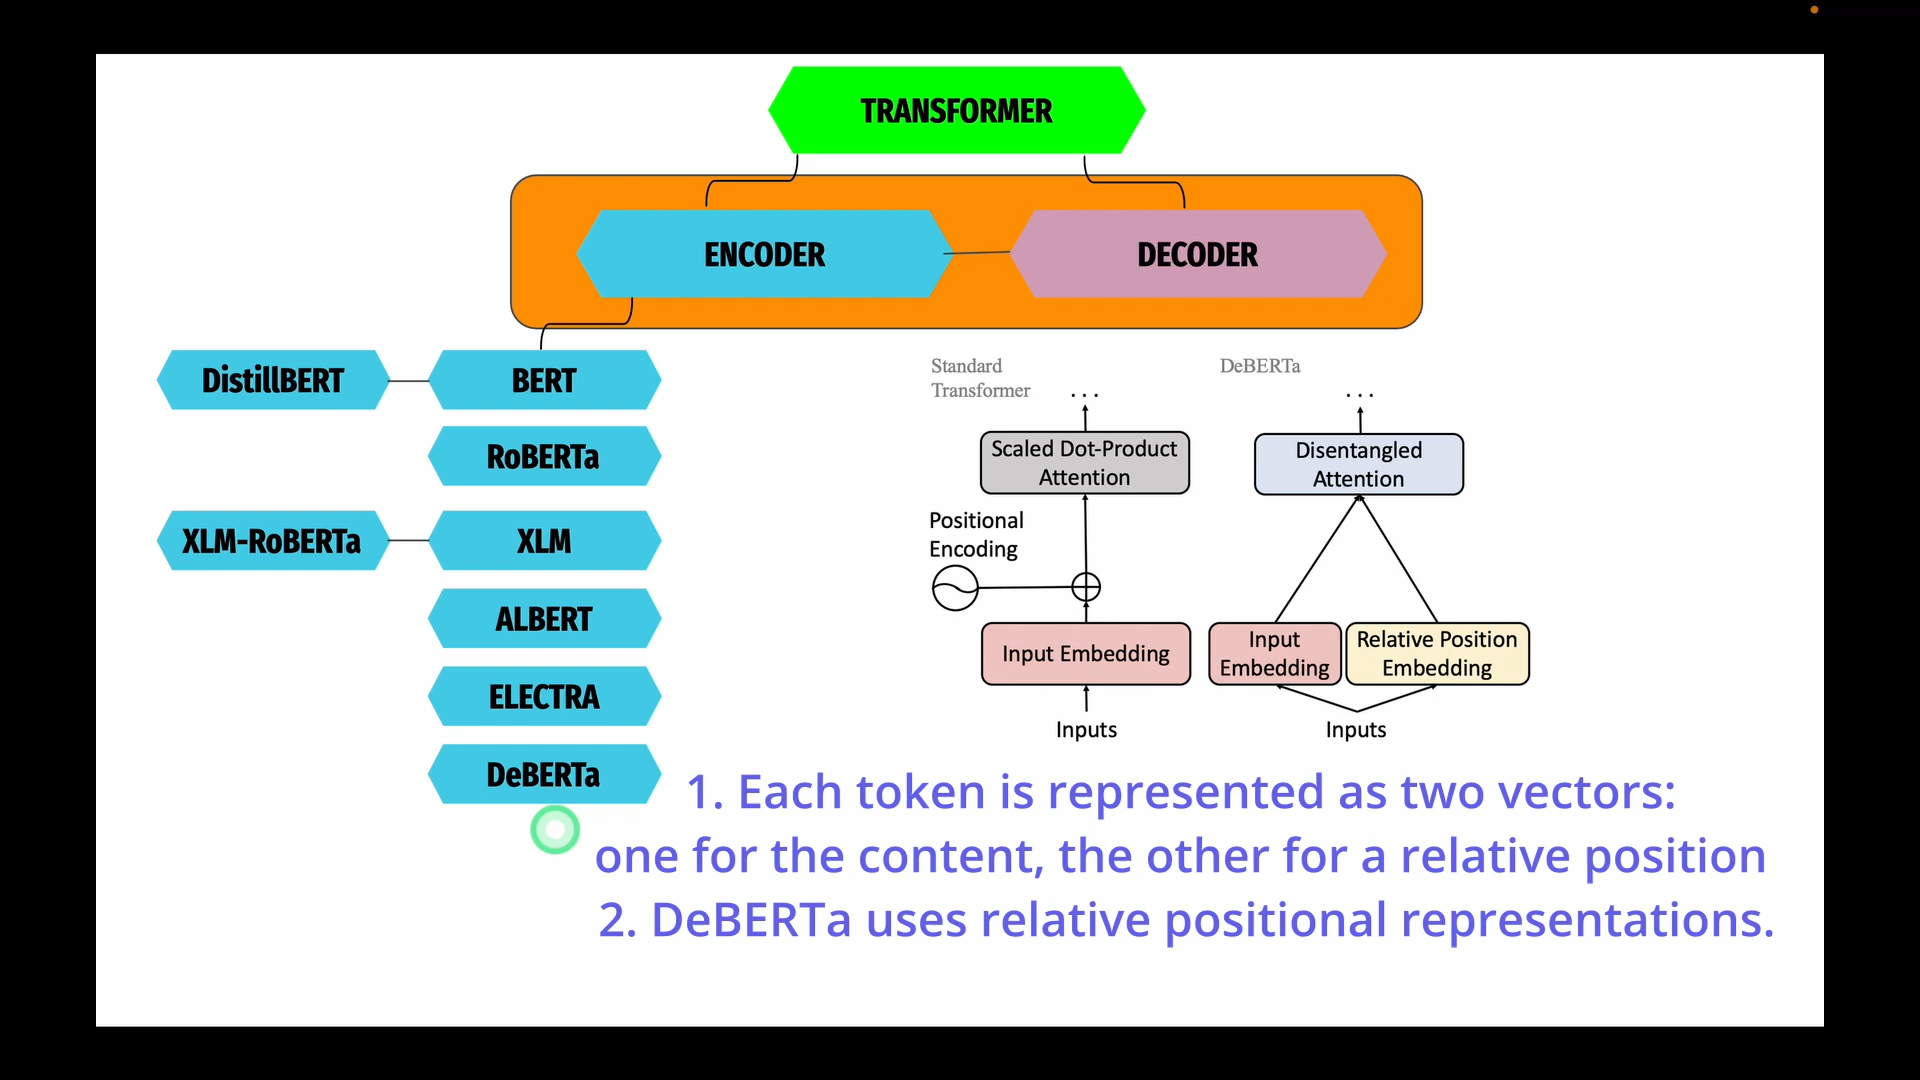 TRANSFORMER
ENCODER
DECODER
DistillBERT
BERT
RoBERTa
XLM-RoBERTa
XLM
ALBERT
ELECTRA
DeBERTa
Standard
Transformer
. . .
Scaled Dot-Product
Attention
Positional
Encoding
Input Embedding
Inputs
DeBERTa
. . .
Disentangled
Attention
Input
Embedding
Relative Position
Embedding
Inputs
1. Each token is represented as two vectors:
one for the content, the other for a relative position
2. DeBERTa uses relative positional representations.